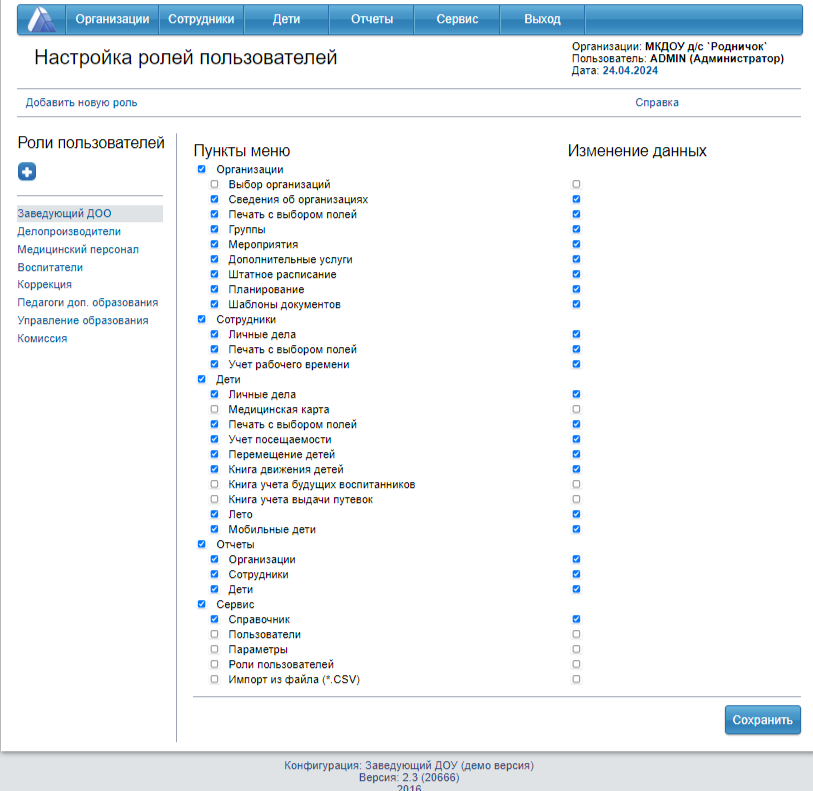 Организации Сотрудники Дети Отчеты Сервис Выход
Настройка ролей пользователей
Организации: МКДОУ д/с `Родничок`
Пользователь: ADMIN (Администратор)
Дата: 24.04.2024
Добавить новую роль
Справка
Роли пользователей
Заведующий ДОО
Делопроизводители
Медицинский персонал
Воспитатели
Коррекция
Педагоги доп. образования
Управление образования
Комиссия
Пункты меню
Изменение данных
Организации
Выбор организаций
Сведения об организациях
Печать с выбором полей
Группы
Мероприятия
Дополнительные услуги
Штатное расписание
Планирование
Шаблоны документов
Сотрудники
Личные дела
Печать с выбором полей
Учет рабочего времени
Дети
Личные дела
Медицинская карта
Печать с выбором полей
Учет посещаемости
Перемещение детей
Книга движения детей
Книга учета будущих воспитанников
Книга учета выдачи путевок
Лето
Мобильные дети
Отчеты
Организации
Сотрудники
Дети
Сервис
Справочник
Пользователи
Параметры
Роли пользователей
Импорт из файла (*.CSV)
Сохранить
Конфигурация: Заведующий ДОУ (демо версия)
Версия: 2.3 (20666)
2016